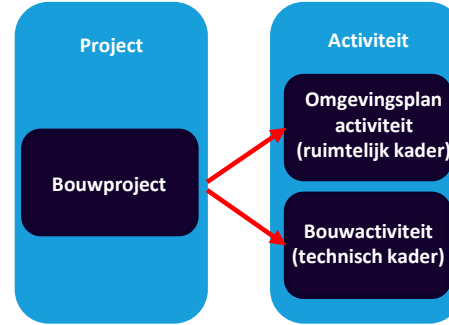 Project
Bouwproject
Activiteit
Omgevingsplan
activiteit
(ruimtelijk kader)
Bouwactiviteit
(technisch kader)